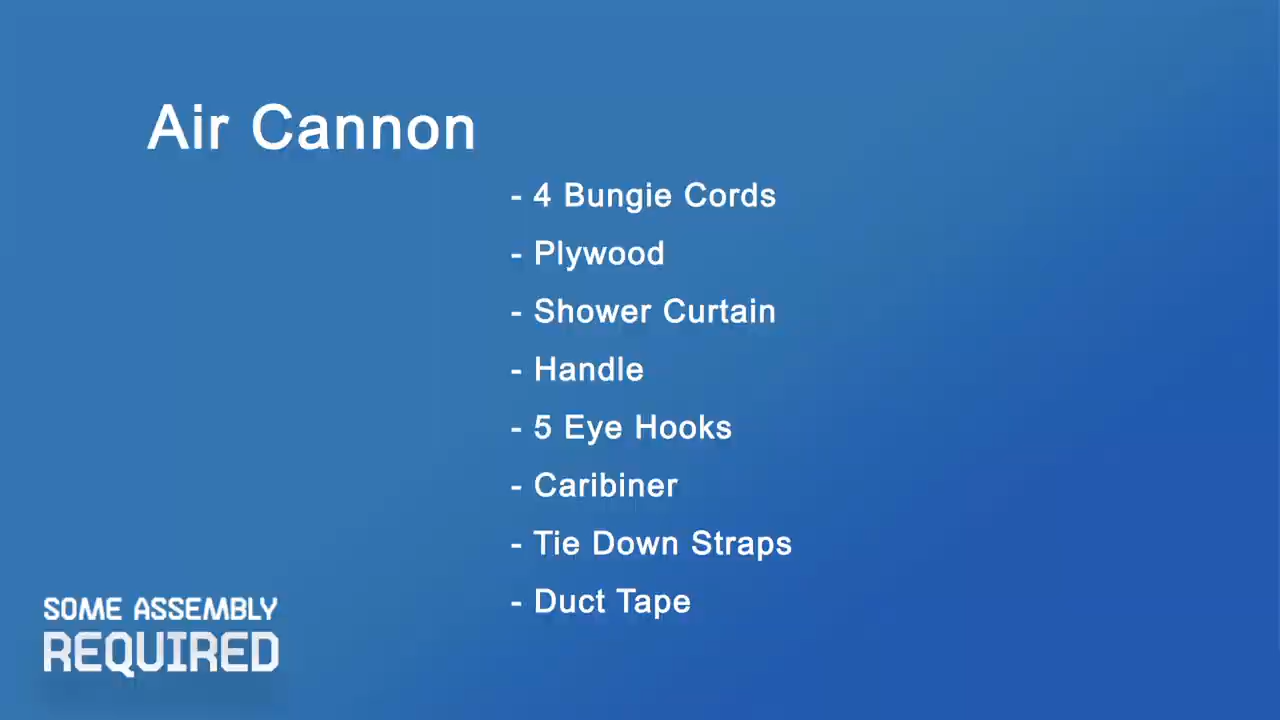 Air Cannon
- 4 Bungie Cords
- Plywood
- Shower Curtain
- Handle
- 5 Eye Hooks
- Caribiner
- Tie Down Straps
- Duct Tape
SOME ASSEMBLY
REQUIRED